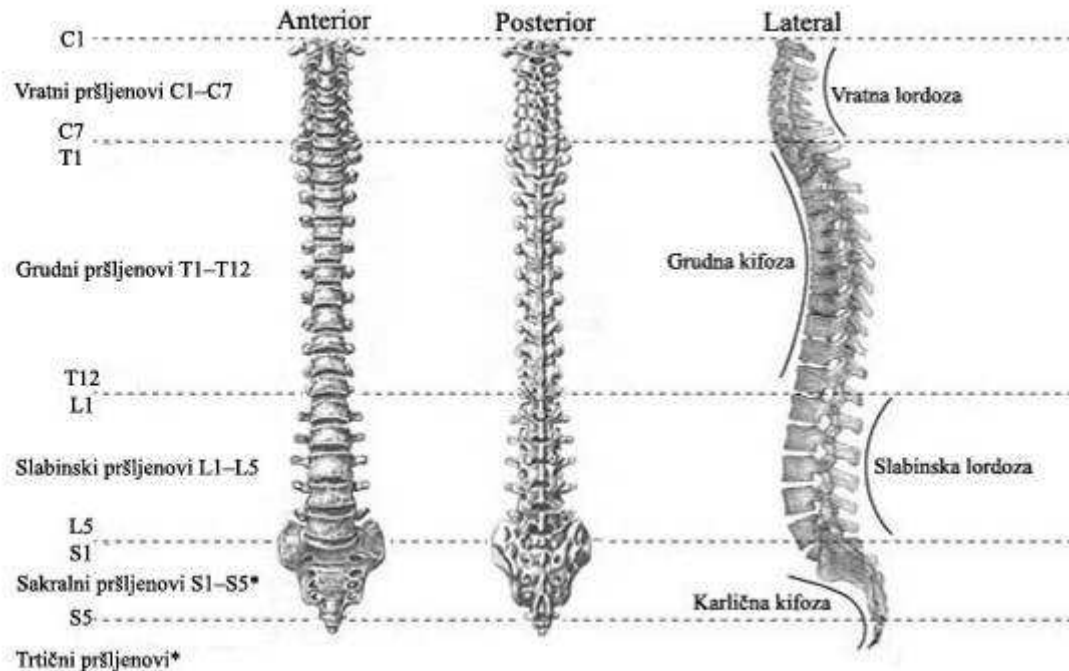 Anterior
Posterior
Lateral
C1
Vratni pršljenovi C1–C7
Vratna lordoza
C7
T1
Grudni pršljenovi T1–T12
Grudna kifoza
T12
L1
Slabinski pršljenovi L1–L5
Slabinska lordoza
L5
S1
Sakralni pršljenovi S1–S5*
Karlična kifoza
S5
Trtični pršljenovi*